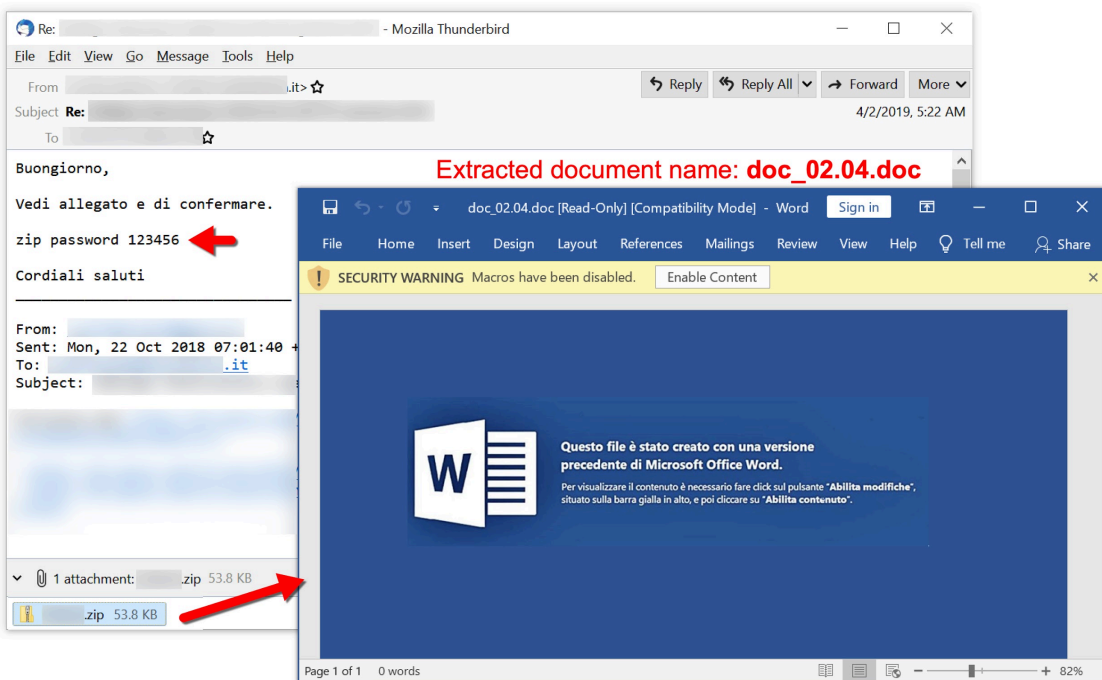 Re: - Mozilla Thunderbird
File Edit View Go Message Tools Help
From .it>
Reply Reply All Forward More
Subject Re:
4/2/2019, 5:22 AM
To
Buongiorno,
Extracted document name: doc_02.04.doc
Vedi allegato e di confermare.
zip password 123456
Cordiali saluti
From:
Sent: Mon, 22 Oct 2018 07:01:40 +
To: .it
Subject:
1 attachment: .zip 53.8 KB
.zip 53.8 KB
doc_02.04.doc [Read-Only] [Compatibility Mode] - Word Sign in
File Home Insert Design Layout References Mailings Review View Help Tell me Share
SECURITY WARNING Macros have been disabled. Enable Content
W
Questo file è stato creato con una versione
precedente di Microsoft Office Word.
Per visualizzare il contenuto è necessario fare click sul pulsante "Abilita modifiche",
situato sulla barra gialla in alto, e poi cliccare su "Abilita contenuto".
Page 1 of 1 0 words
82%